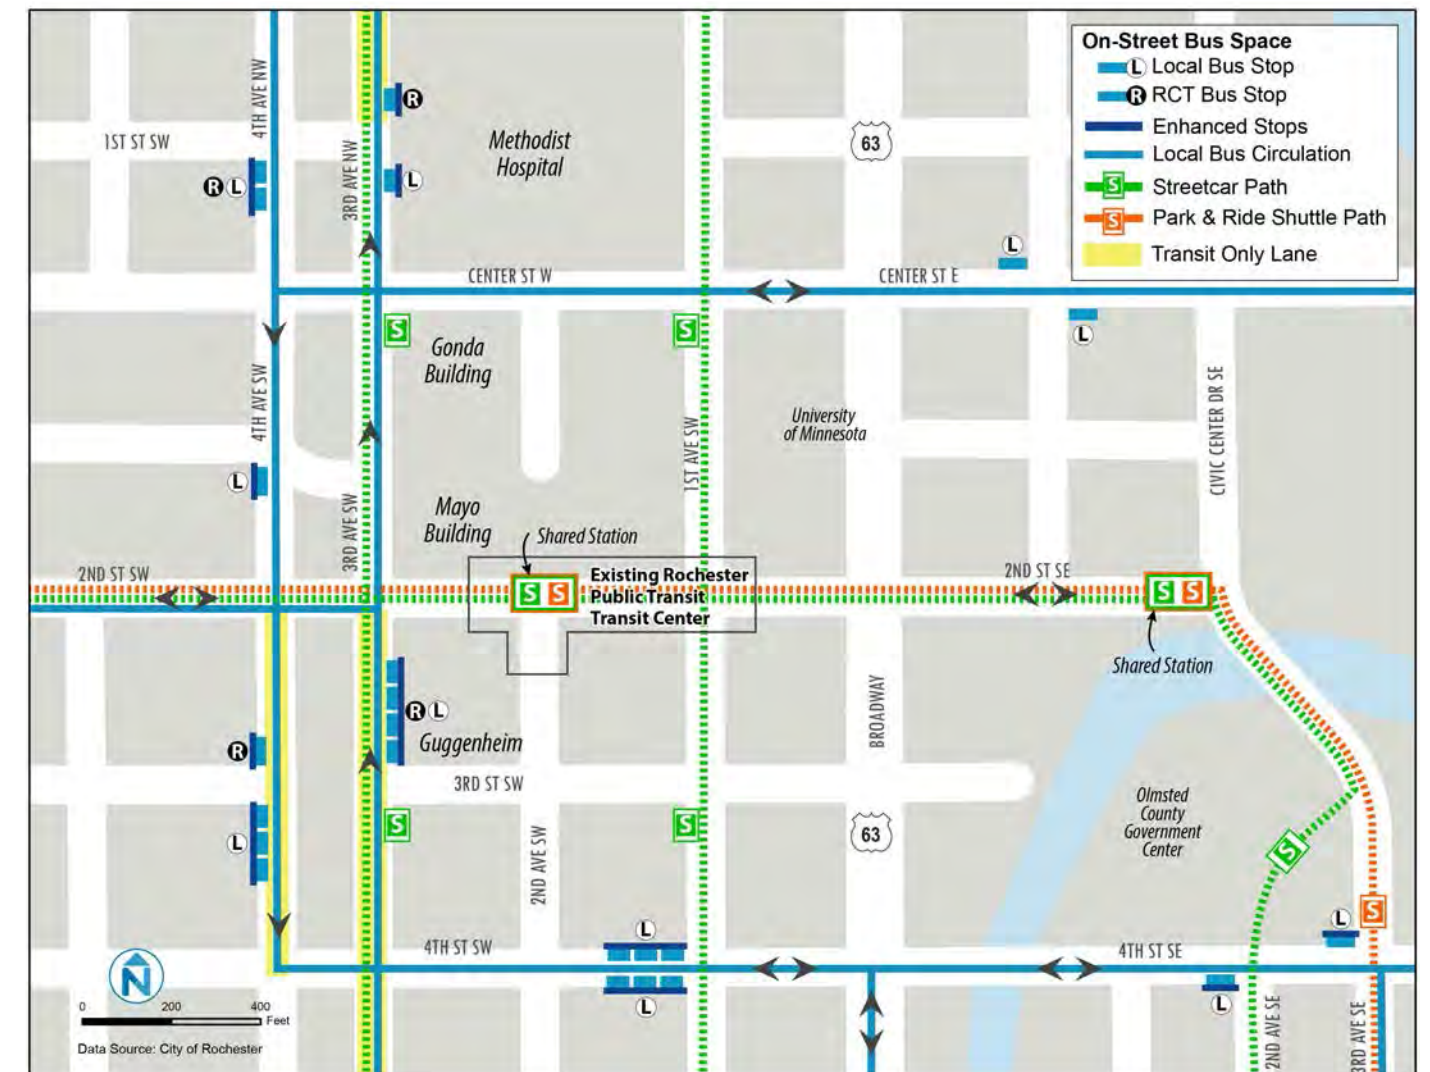 On-Street Bus Space
L Local Bus Stop
R RCT Bus Stop
Enhanced Stops
Local Bus Circulation
S Streetcar Path
S Park & Ride Shuttle Path
Transit Only Lane
4TH AVE NW
R
1ST ST SW
Methodist
Hospital
63
3RD AVE NW
R L
L
L
CENTER ST W
CENTER ST E
S
S
L
Gonda
Building
4TH AVE SW
CIVIC CENTER DR SE
University
of Minnesota
1ST AVE SW
L
Mayo
Building
3RD AVE SW
Shared Station
2ND ST SW
2ND ST SE
Existing Rochester
Public Transit
Transit Center
S S
S S
Shared Station
BROADWAY
R L
Guggenheim
R
3RD ST SW
S
S
63
Olmsted
County
Government
Center
L
2ND AVE SW
S
S
L
L
4TH ST SW
4TH ST SE
N
L
L
2ND AVE SE
3RD AVE SE
0 200 400
Feet
Data Source: City of Rochester